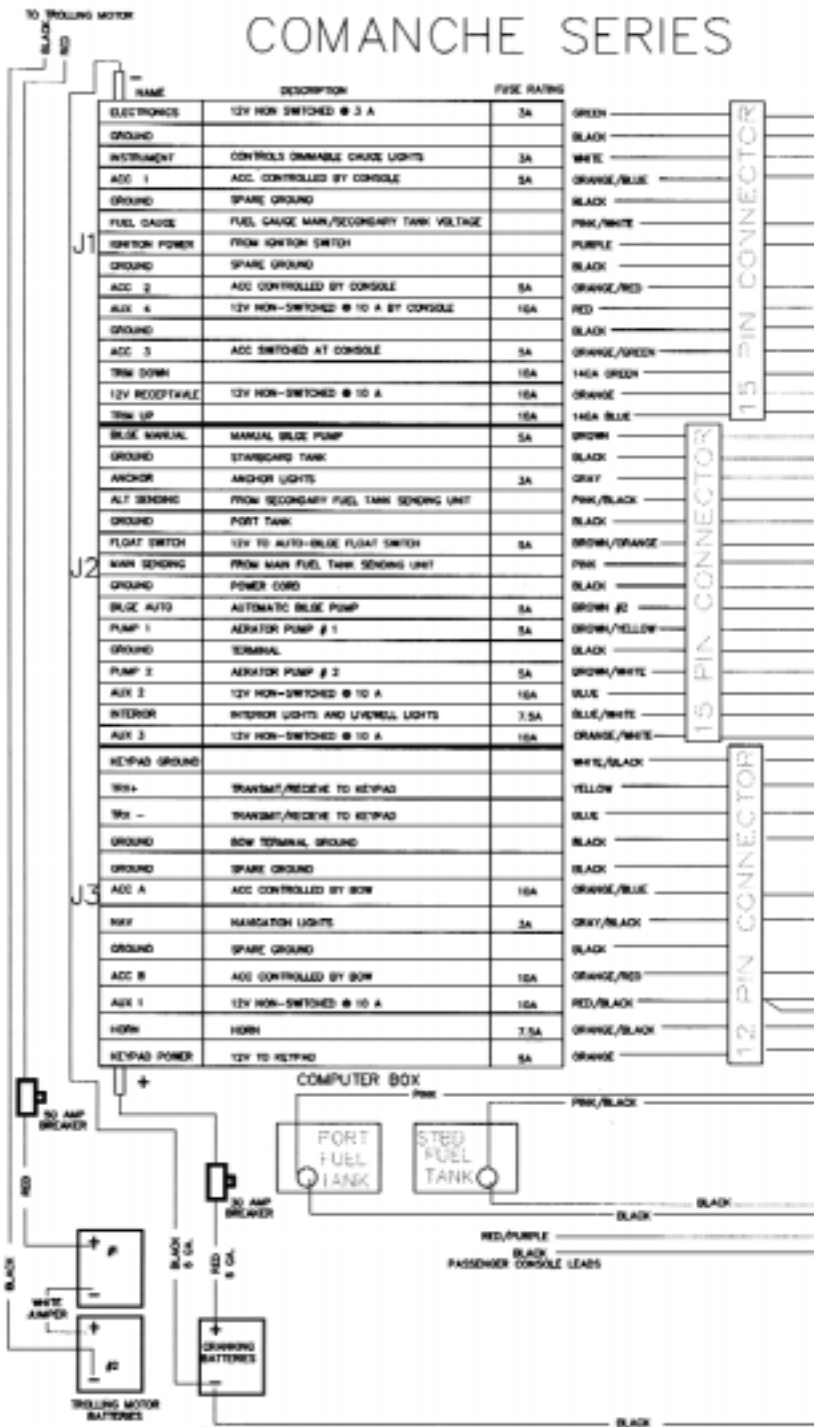 TO TROLLING MOTOR
BLACK
RED
COMANCHE SERIES
-
NAME DESCRIPTION FUSE RATING
ELECTRONICS 12V NON SWITCHED @ 3 A 3A GREEN
GROUND BLACK
INSTRUMENT CONTROLS DIMMABLE GAUGE LIGHTS 3A WHITE
ACC 1 ACC. CONTROLLED BY CONSOLE 5A ORANGE/BLUE
GROUND SPARE GROUND BLACK
FUEL GAUGE FUEL GAUGE MAIN/SECONDARY TANK VOLTAGE PINK/WHITE
J1
IGNITION POWER FROM IGNITION SWITCH PURPLE
GROUND SPARE GROUND BLACK
ACC 2 ACC CONTROLLED BY CONSOLE 5A ORANGE/RED
AUX 4 12V NON-SWITCHED @ 10 A BY CONSOLE 10A RED
GROUND BLACK
ACC 3 ACC SWITCHED AT CONSOLE 5A ORANGE/GREEN
TRIM DOWN 10A 14GA GREEN
12V RECEPTAVLE 12V NON-SWITCHED @ 10 A 10A ORANGE
TRIM UP 10A 14GA BLUE
15 PIN CONNECTOR
BILGE MANUAL MANUAL BILGE PUMP 5A BROWN
GROUND STARBOARD TANK BLACK
ANCHOR ANCHOR LIGHTS 3A GRAY
ALT SENDING FROM SECONDARY FUEL TANK SENDING UNIT PINK/BLACK
GROUND PORT TANK BLACK
FLOAT SWITCH 12V TO AUTO-BILGE FLOAT SWITCH 5A BROWN/ORANGE
J2
MAIN SENDING FROM MAIN FUEL TANK SENDING UNIT PINK
GROUND POWER CORD BLACK
BILGE AUTO AUTOMATIC BILGE PUMP 5A BROWN #2
PUMP 1 AERATOR PUMP # 1 5A BROWN/YELLOW
GROUND TERMINAL BLACK
PUMP 2 AERATOR PUMP # 2 5A BROWN/WHITE
AUX 2 12V NON-SWITCHED @ 10 A 10A BLUE
INTERIOR INTERIOR LIGHTS AND LIVEWELL LIGHTS 7.5A BLUE/WHITE
AUX 3 12V NON-SWITCHED @ 10 A 10A ORANGE/WHITE
15 PIN CONNECTOR
KEYPAD GROUND WHITE/BLACK
TRX+ TRANSMIT/RECIEVE TO KEYPAD YELLOW
TRX - TRANSMIT/RECIEVE TO KEYPAD BLUE
GROUND BOW TERMINAL GROUND BLACK
GROUND SPARE GROUND BLACK
J3
ACC A ACC CONTROLLED BY BOW 10A ORANGE/BLUE
NAV NAVIGATION LIGHTS 3A GRAY/BLACK
GROUND SPARE GROUND BLACK
ACC B ACC CONTROLLED BY BOW 10A ORANGE/RED
AUX 1 12V NON-SWITCHED @ 10 A 10A RED/BLACK
HORN HORN 7.5A ORANGE/BLACK
KEYPAD POWER 12V TO KEYPAD 5A ORANGE
12 PIN CONNECTOR
+
COMPUTER BOX
PINK
PINK/BLACK
50 AMP
BREAKER
PORT
FUEL
TANK
STBD
FUEL
TANK
30 AMP
BREAKER
RED
BLACK
BLACK
6 GA.
RED
6 GA.
BLACK
BLACK
RED/PURPLE
BLACK
PASSENGER CONSOLE LEADS
+
#1
-
WHITE
JUMPER
+
#2
-
TROLLING MOTOR
BATTERIES
+
CRANKING
BATTERIES
-
BLACK